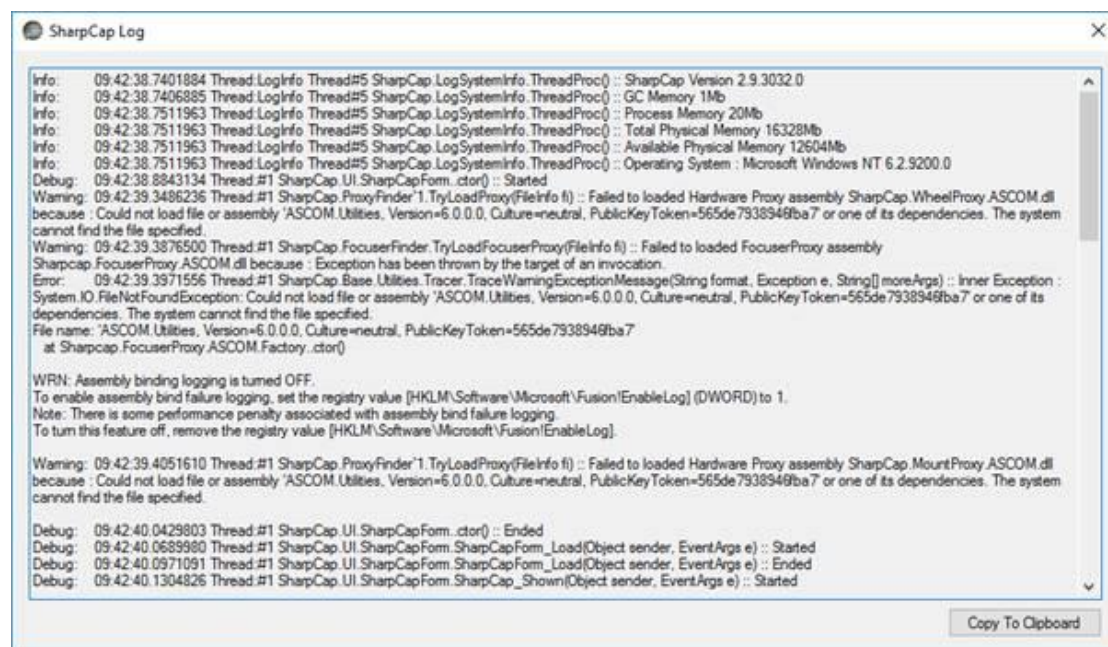 SharpCap Log
Info: 09:42:38.7401884 Thread:LogInfo Thread#5 SharpCap.LogSystemInfo.ThreadProc() :: SharpCap Version 2.9.3032.0
Info: 09:42:38.7406885 Thread:LogInfo Thread#5 SharpCap.LogSystemInfo.ThreadProc() :: GC Memory 1Mb
Info: 09:42:38.7511963 Thread:LogInfo Thread#5 SharpCap.LogSystemInfo.ThreadProc() :: Process Memory 20Mb
Info: 09:42:38.7511963 Thread:LogInfo Thread#5 SharpCap.LogSystemInfo.ThreadProc() :: Total Physical Memory 16328Mb
Info: 09:42:38.7511963 Thread:LogInfo Thread#5 SharpCap.LogSystemInfo.ThreadProc() :: Available Physical Memory 12604Mb
Info: 09:42:38.7511963 Thread:LogInfo Thread#5 SharpCap.LogSystemInfo.ThreadProc() :: Operating System : Microsoft Windows NT 6.2.9200.0
Debug: 09:42:38.8843134 Thread:#1 SharpCap.UI.SharpCapForm..ctor() :: Started
Warning: 09:42:39.3486236 Thread:#1 SharpCap.ProxyFinder`1.TryLoadProxy(FileInfo fi) :: Failed to loaded Hardware Proxy assembly SharpCap.WheelProxy.ASCOM.dll
because : Could not load file or assembly 'ASCOM.Utilities, Version=6.0.0.0, Culture=neutral, PublicKeyToken=565de7938946fba7' or one of its dependencies. The system
cannot find the file specified.
Warning: 09:42:39.3876500 Thread:#1 SharpCap.FocuserFinder.TryLoadFocuserProxy(FileInfo fi) :: Failed to loaded FocuserProxy assembly
Sharpcap.FocuserProxy.ASCOM.dll because : Exception has been thrown by the target of an invocation.
Error: 09:42:39.3971556 Thread:#1 SharpCap.Base.Utilities.Tracer.TraceWarningExceptionMessage(String format, Exception e, String[] moreArgs) :: Inner Exception :
System.IO.FileNotFoundException: Could not load file or assembly 'ASCOM.Utilities, Version=6.0.0.0, Culture=neutral, PublicKeyToken=565de7938946fba7' or one of its
dependencies. The system cannot find the file specified.
File name: 'ASCOM.Utilities, Version=6.0.0.0, Culture=neutral, PublicKeyToken=565de7938946fba7'
at Sharpcap.FocuserProxy.ASCOM.Factory..ctor()
WRN: Assembly binding logging is turned OFF.
To enable assembly bind failure logging, set the registry value [HKLM\Software\Microsoft\Fusion!EnableLog] (DWORD) to 1.
Note: There is some performance penalty associated with assembly bind failure logging.
To turn this feature off, remove the registry value [HKLM\Software\Microsoft\Fusion!EnableLog].
Warning: 09:42:39.4051610 Thread:#1 SharpCap.ProxyFinder`1.TryLoadProxy(FileInfo fi) :: Failed to loaded Hardware Proxy assembly SharpCap.MountProxy.ASCOM.dll
because : Could not load file or assembly 'ASCOM.Utilities, Version=6.0.0.0, Culture=neutral, PublicKeyToken=565de7938946fba7' or one of its dependencies. The system
cannot find the file specified.
Debug: 09:42:40.0429803 Thread:#1 SharpCap.UI.SharpCapForm..ctor() :: Ended
Debug: 09:42:40.0689980 Thread:#1 SharpCap.UI.SharpCapForm.SharpCapForm_Load(Object sender, EventArgs e) :: Started
Debug: 09:42:40.0971091 Thread:#1 SharpCap.UI.SharpCapForm.SharpCapForm_Load(Object sender, EventArgs e) :: Ended
Debug: 09:42:40.1304826 Thread:#1 SharpCap.UI.SharpCapForm.SharpCap_Shown(Object sender, EventArgs e) :: Started
Copy To Clipboard